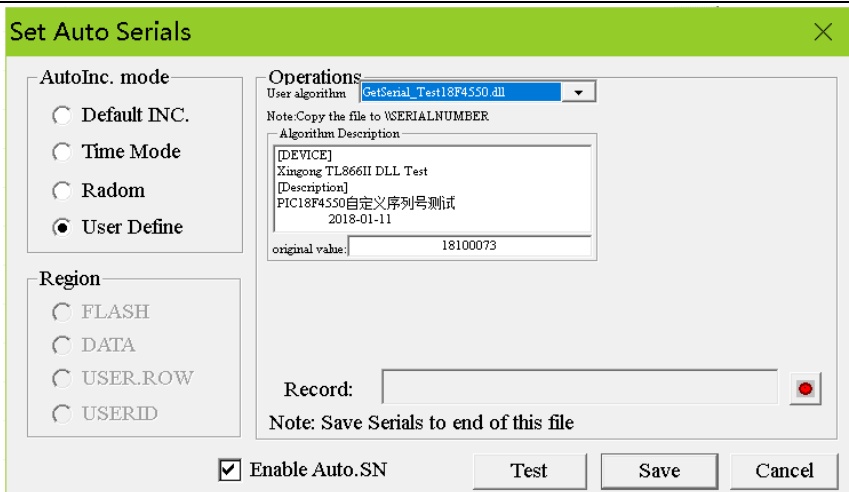 Set Auto Serials
AutoInc. mode
Default INC.
Time Mode
Radom
User Define
Region
FLASH
DATA
USER.ROW
USERID
Operations
User algorithm GetSerial_Test18F4550.dll
Note:Copy the file to \\SERIALNUMBER
Algorithm Description
[DEVICE]
Xingong TL866II DLL Test
[Description]
PIC18F4550自定义序列号测试
2018-01-11
original value: 18100073
Record:
Note: Save Serials to end of this file
Enable Auto.SN
Test
Save
Cancel